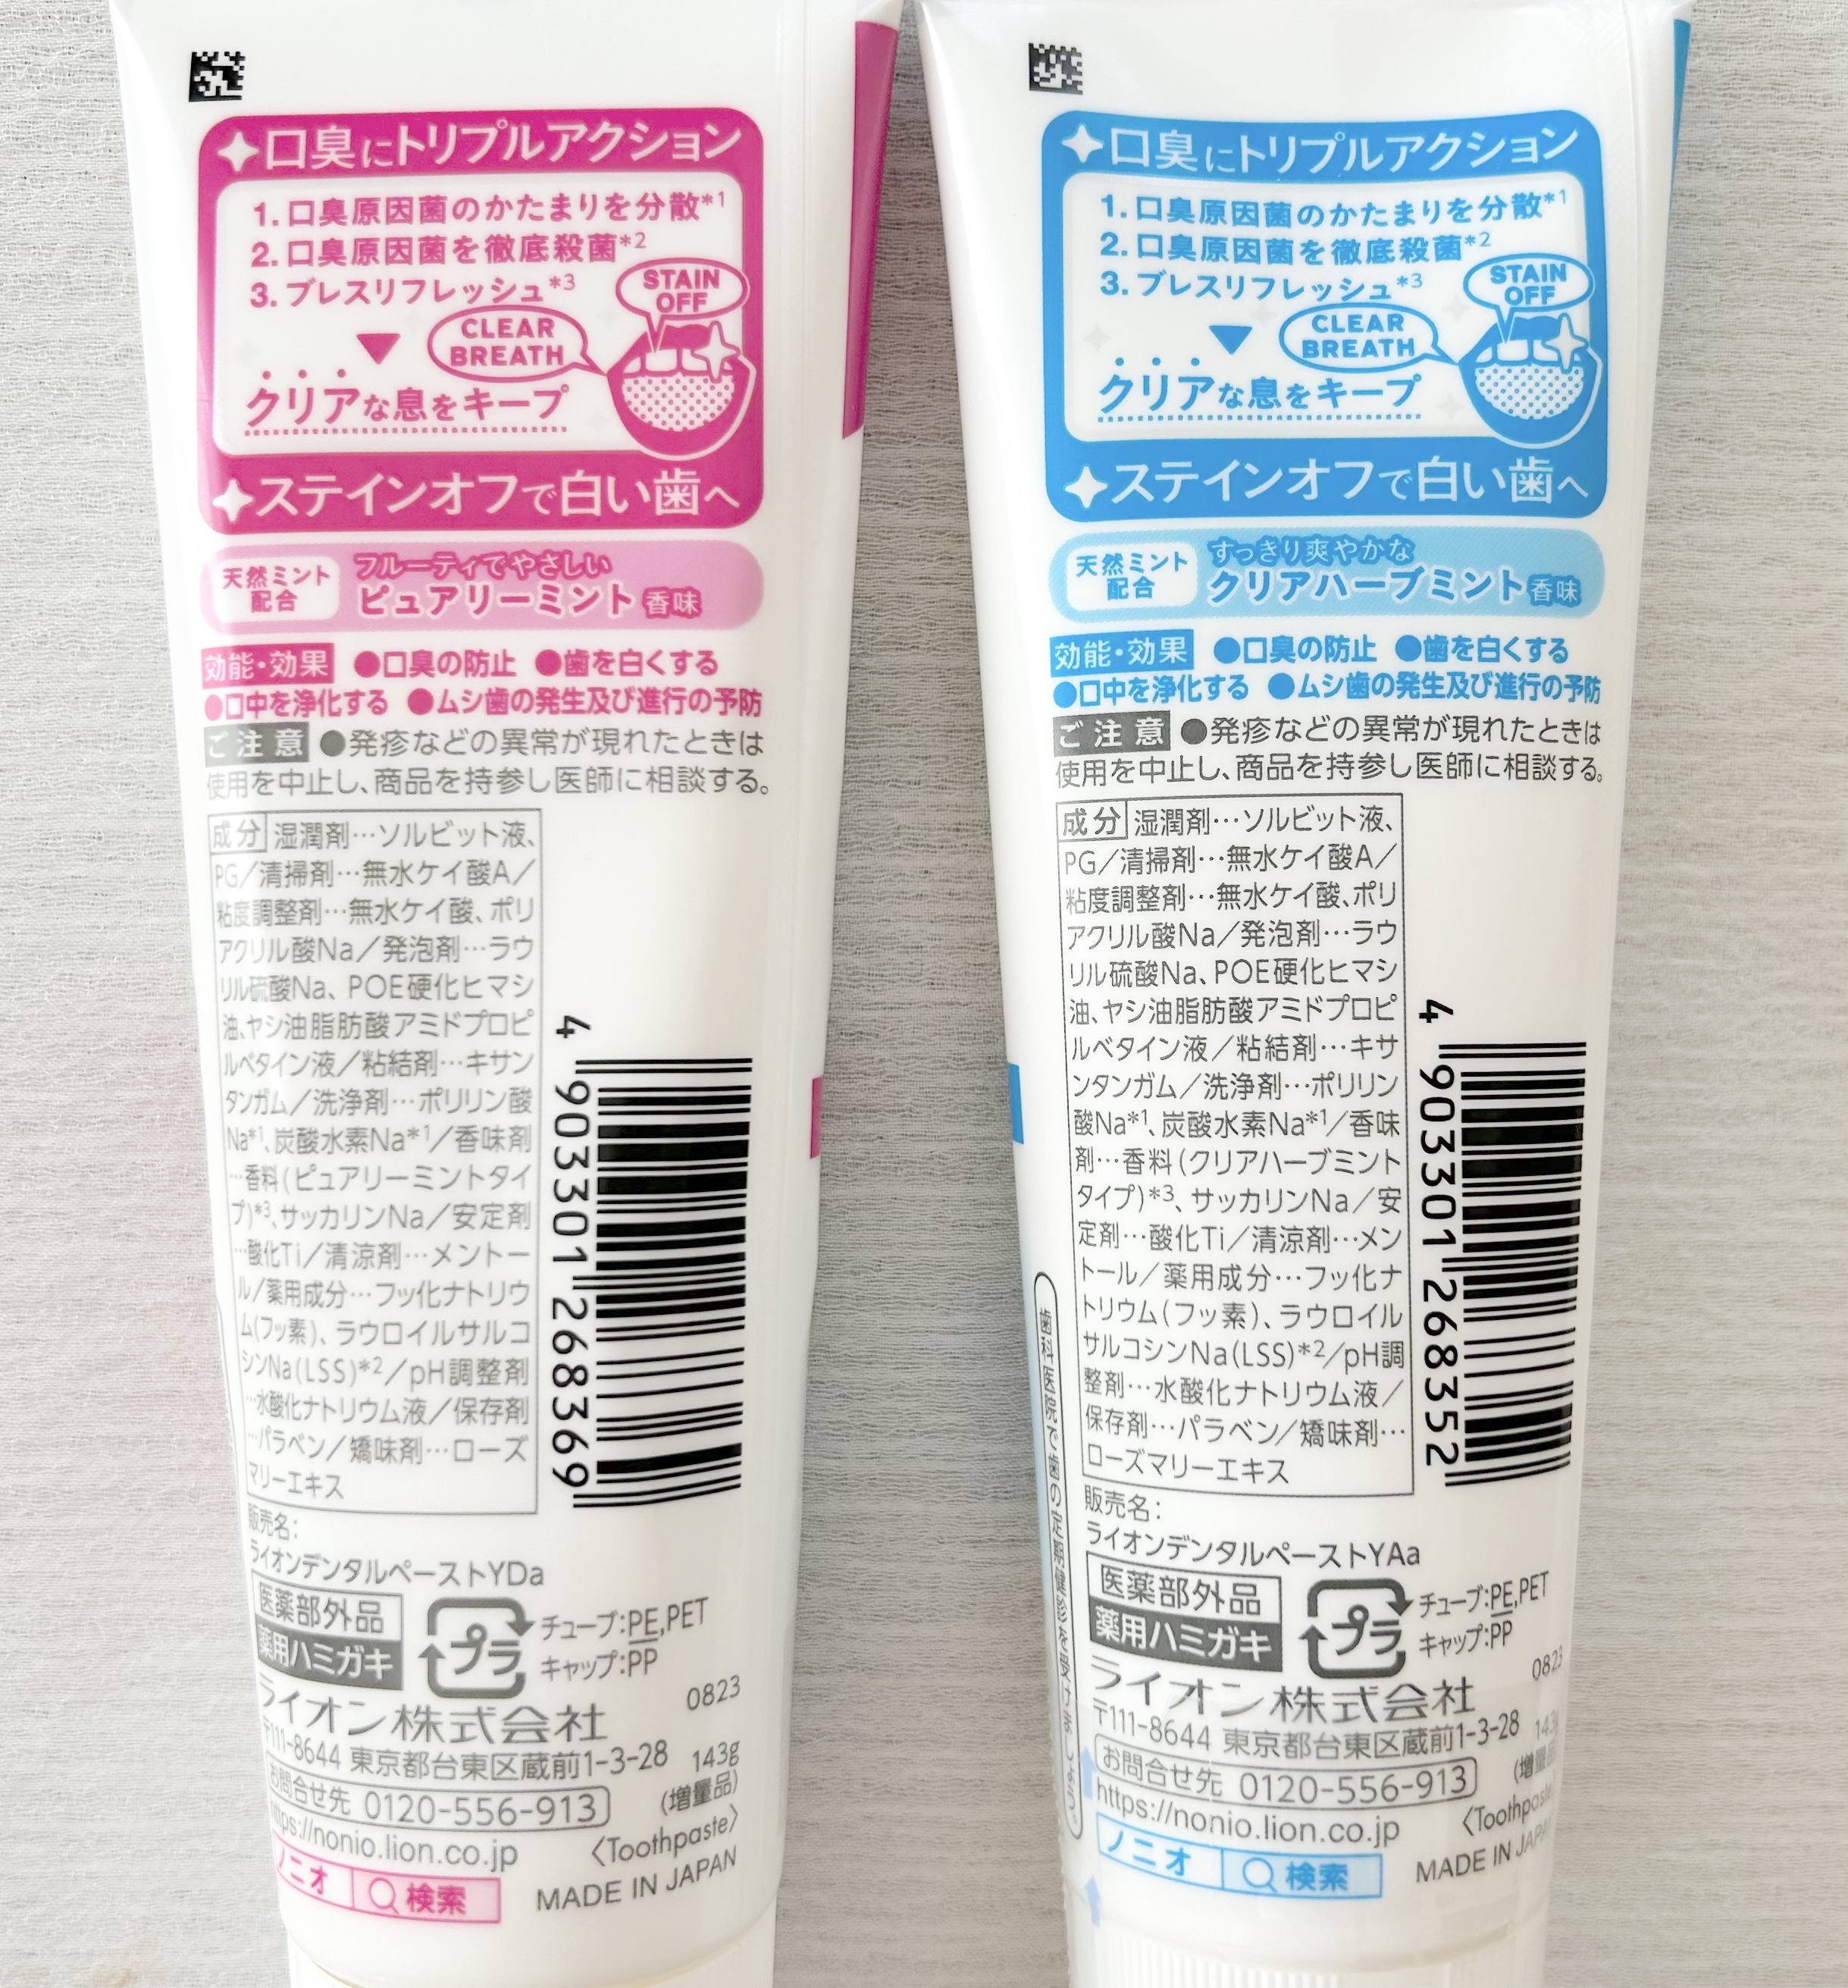 口臭にトリプルアクション
1. 口臭原因菌のかたまりを分散*1
2. 口臭原因菌を徹底殺菌*2
3. ブレスリフレッシュ*3
STAIN
OFF
CLEAR
BREATH
クリアな息をキープ
ステインオフで白い歯へ
天然ミント
配合
フルーティでやさしい
ピュアリーミント香味
効能・効果 ●口臭の防止 ●歯を白くする
●口中を浄化する ●ムシ歯の発生及び進行の予防
ご注意 ●発疹などの異常が現れたときは
使用を中止し、商品を持参し医師に相談する。
成分 湿潤剤…ソルビット液、
PG/清掃剤…無水ケイ酸A/
粘度調整剤…無水ケイ酸、ポリ
アクリル酸Na/発泡剤…ラウ
リル硫酸Na、POE硬化ヒマシ
油、ヤシ油脂肪酸アミドプロピ
ルベタイン液/粘結剤…キサン
タンガム/洗浄剤…ポリリン酸
Na*1、炭酸水素Na*1/香味剤
…香料(ピュアリーミントタイ
プ)*3、サッカリンNa/安定剤
…酸化Ti/清涼剤…メントー
ル/薬用成分…フッ化ナトリウ
ム(フッ素)、ラウロイルサルコ
シンNa(LSS)*2/pH調整剤
…水酸化ナトリウム液/保存剤
…パラベン/矯味剤…ローズ
マリーエキス
4 903301 268369
販売名:
ライオンデンタルペーストYDa
医薬部外品
薬用ハミガキ
プラ
チューブ:PE,PET
キャップ:PP
0823
ライオン株式会社
〒111-8644 東京都台東区蔵前1-3-28
143g
(増量品)
お問合せ先 0120-556-913
https://nonio.lion.co.jp
〈Toothpaste〉
ノニオ 検索
MADE IN JAPAN
口臭にトリプルアクション
1. 口臭原因菌のかたまりを分散*1
2. 口臭原因菌を徹底殺菌*2
3. ブレスリフレッシュ*3
STAIN
OFF
CLEAR
BREATH
クリアな息をキープ
ステインオフで白い歯へ
天然ミント
配合
すっきり爽やかな
クリアハーブミント香味
効能・効果 ●口臭の防止 ●歯を白くする
●口中を浄化する ●ムシ歯の発生及び進行の予防
ご注意 ●発疹などの異常が現れたときは
使用を中止し、商品を持参し医師に相談する。
成分 湿潤剤…ソルビット液、
PG/清掃剤…無水ケイ酸A/
粘度調整剤…無水ケイ酸、ポリ
アクリル酸Na/発泡剤…ラウ
リル硫酸Na、POE硬化ヒマシ
油、ヤシ油脂肪酸アミドプロピ
ルベタイン液/粘結剤…キサ
ンタンガム/洗浄剤…ポリリン
酸Na*1、炭酸水素Na*1/香味
剤…香料(クリアハーブミント
タイプ)*3、サッカリンNa/安
定剤…酸化Ti/清涼剤…メン
トール/薬用成分…フッ化ナ
トリウム(フッ素)、ラウロイル
サルコシンNa(LSS)*2/pH調
整剤…水酸化ナトリウム液/
保存剤…パラベン/矯味剤…
ローズマリーエキス
4 903301 268352
販売名:
ライオンデンタルペーストYAa
医薬部外品
薬用ハミガキ
プラ
チューブ:PE,PET
キャップ:PP
0823
ライオン株式会社
〒111-8644 東京都台東区蔵前1-3-28
143g
(増量
お問合せ先 0120-556-913
https://nonio.lion.co.jp
〈Toothpaste
ノニオ 検索
MADE IN JAPAN
歯科医院で歯の定期健診を